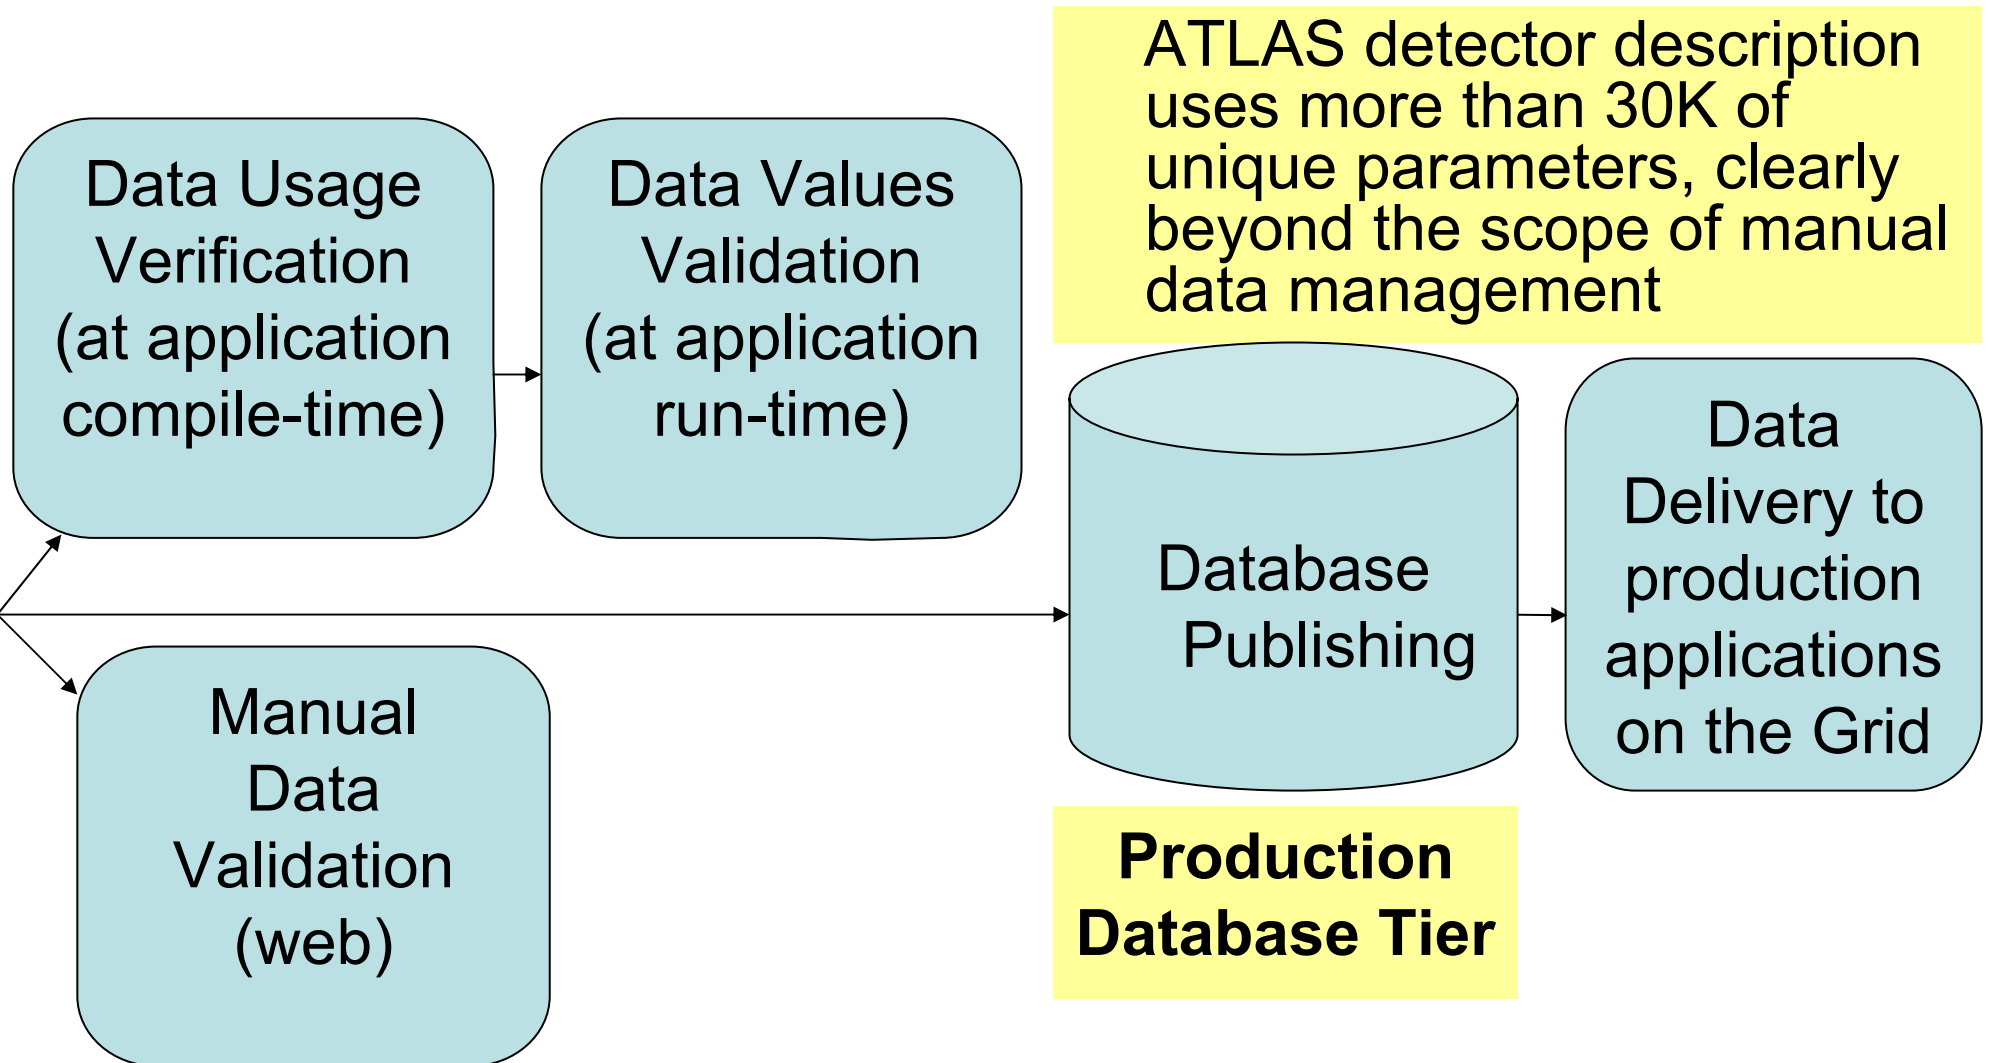 ATLAS detector description
uses more than 30K of
unique parameters, clearly
beyond the scope of manual
data management
Data Usage
Verification
(at application
compile-time)
Data Values
Validation
(at application
run-time)
Database
Publishing
Data
Delivery to
production
applications
on the Grid
Manual
Data
Validation
(web)
Production
Database Tier